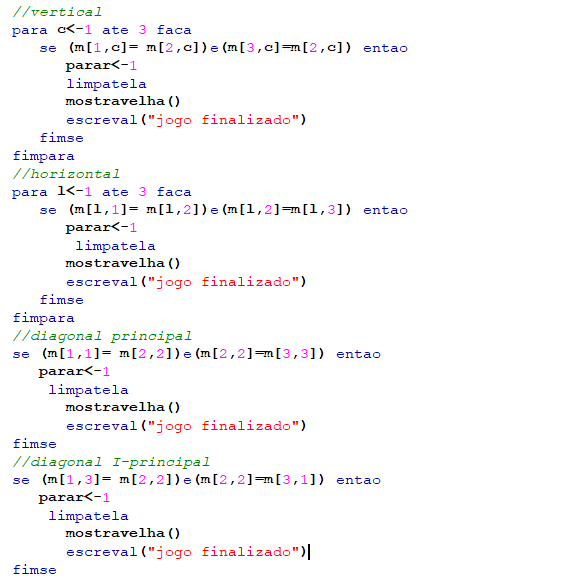 //vertical
para c<-1 ate 3 faca
se (m[1,c]= m[2,c])e(m[3,c]=m[2,c]) entao
parar<-1
limpatela
mostravelha()
escreval("jogo finalizado")
fimse
fimpara
//horizontal
para l<-1 ate 3 faca
se (m[l,1]= m[l,2])e(m[l,2]=m[l,3]) entao
parar<-1
limpatela
mostravelha()
escreval("jogo finalizado")
fimse
fimpara
//diagonal principal
se (m[1,1]= m[2,2])e(m[2,2]=m[3,3]) entao
parar<-1
limpatela
mostravelha()
escreval("jogo finalizado")
fimse
//diagonal I-principal
se (m[1,3]= m[2,2])e(m[2,2]=m[3,1]) entao
parar<-1
limpatela
mostravelha()
escreval("jogo finalizado")
fimse